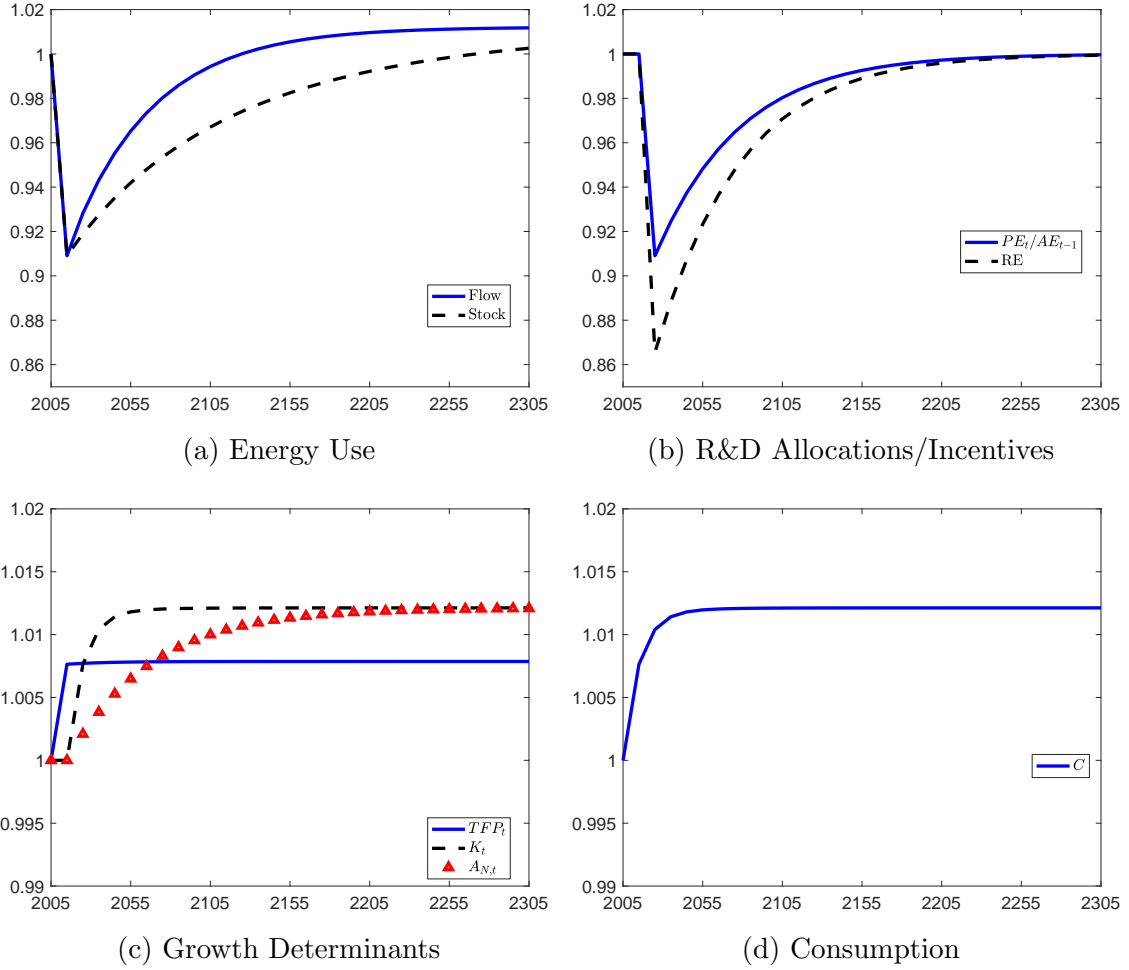 1.02
1
0.98
0.96
0.94
0.92
0.9
0.88
0.86
2005 2055 2105 2155 2205 2255 2305
Flow
Stock
(a) Energy Use
1.02
1
0.98
0.96
0.94
0.92
0.9
0.88
0.86
2005 2055 2105 2155 2205 2255 2305
PE_t/AE_{t−1}
RE
(b) R&D Allocations/Incentives
1.02
1.015
1.01
1.005
1
0.995
0.99
2005 2055 2105 2155 2205 2255 2305
TFP_t
K_t
A_{N,t}
(c) Growth Determinants
1.02
1.015
1.01
1.005
1
0.995
0.99
2005 2055 2105 2155 2205 2255 2305
C
(d) Consumption